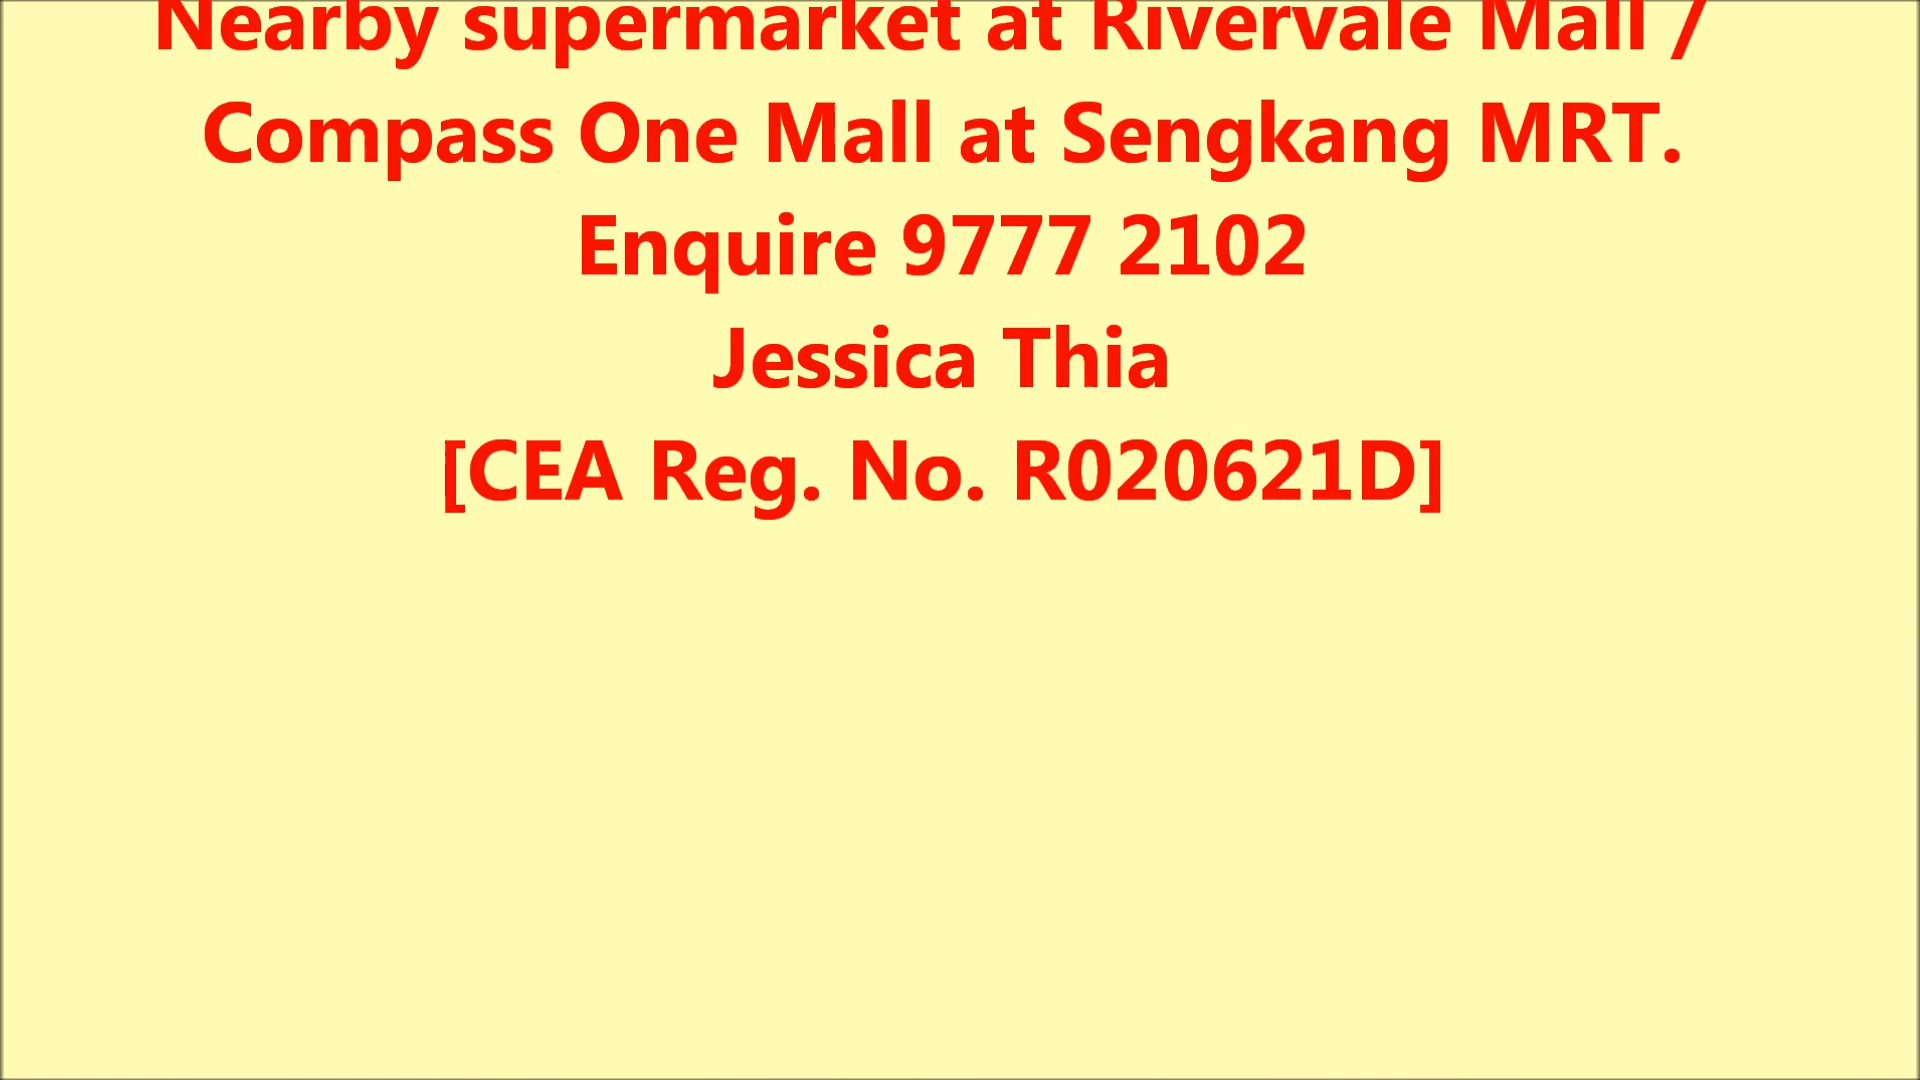 Nearby supermarket at Rivervale Mall /
Compass One Mall at Sengkang MRT.
Enquire 9777 2102
Jessica Thia
[CEA Reg. No. R020621D]